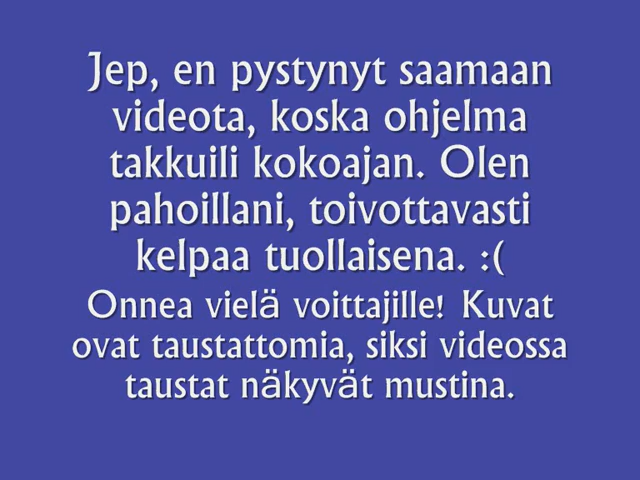 Jep, en pystynyt saamaan
videota, koska ohjelma
takkuili kokoajan. Olen
pahoillani, toivottavasti
kelpaa tuollaisena. :(
Onnea vielä voittajille! Kuvat
ovat taustattomia, siksi videossa
taustat näkyvät mustina.